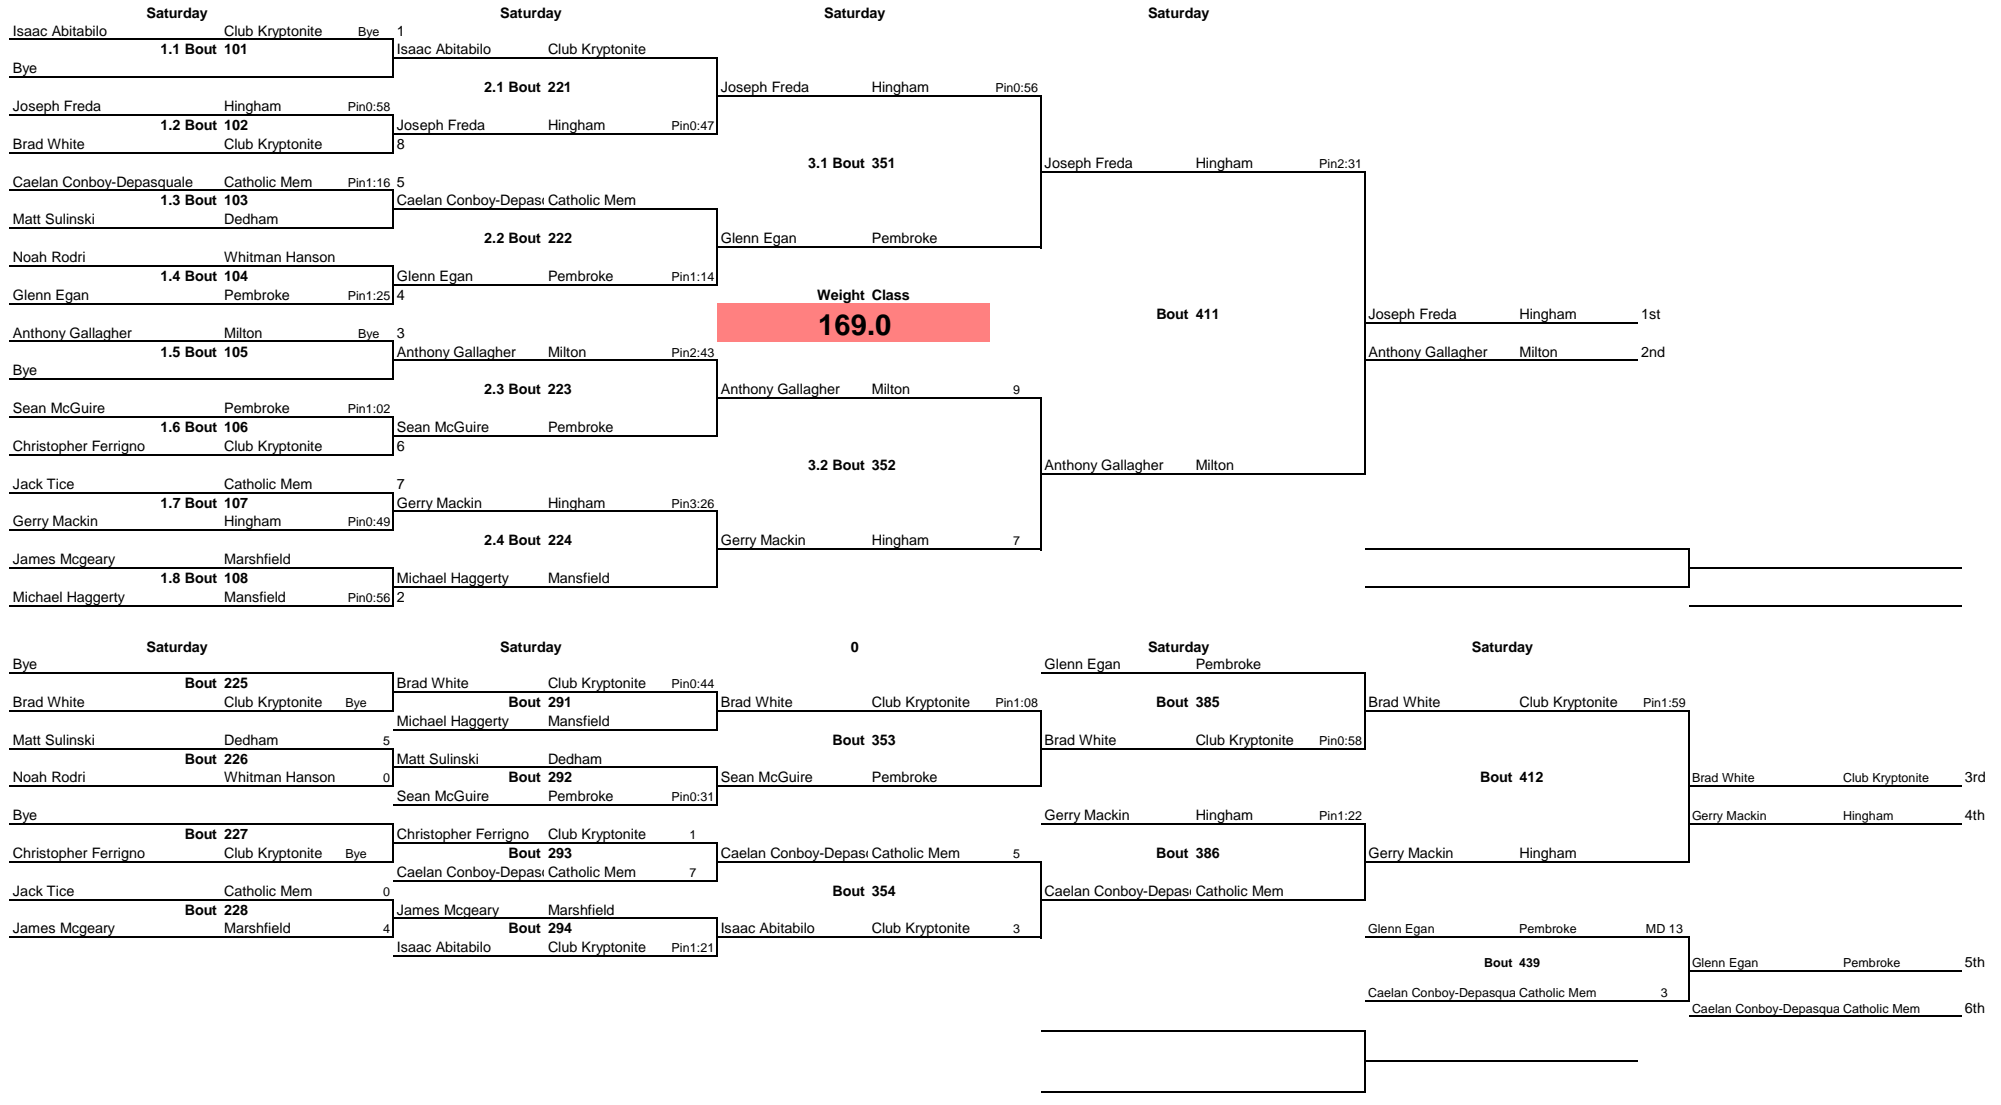 Saturday Saturday Saturday Saturday
Isaac Abitabilo Club Kryptonite Bye 1
1.1 Bout 101 Isaac Abitabilo Club Kryptonite
Bye
2.1 Bout 221 Joseph Freda Hingham Pin0:56
Joseph Freda Hingham Pin0:58
1.2 Bout 102 Joseph Freda Hingham Pin0:47
Brad White Club Kryptonite 8
3.1 Bout 351 Joseph Freda Hingham Pin2:31
Caelan Conboy-Depasquale Catholic Mem Pin1:16 5
1.3 Bout 103 Caelan Conboy-Depas Catholic Mem
Matt Sulinski Dedham
2.2 Bout 222 Glenn Egan Pembroke
Noah Rodri Whitman Hanson
1.4 Bout 104 Glenn Egan Pembroke Pin1:14
Glenn Egan Pembroke Pin1:25 4 Weight Class
169.0 Bout 411 Joseph Freda Hingham 1st
Anthony Gallagher Milton Bye 3
1.5 Bout 105 Anthony Gallagher Milton Pin2:43 Anthony Gallagher Milton 2nd
Bye
2.3 Bout 223 Anthony Gallagher Milton 9
Sean McGuire Pembroke Pin1:02
1.6 Bout 106 Sean McGuire Pembroke
Christopher Ferrigno Club Kryptonite 6
3.2 Bout 352 Anthony Gallagher Milton
Jack Tice Catholic Mem 7
1.7 Bout 107 Gerry Mackin Hingham Pin3:26
Gerry Mackin Hingham Pin0:49
2.4 Bout 224 Gerry Mackin Hingham 7
James Mcgeary Marshfield
1.8 Bout 108 Michael Haggerty Mansfield
Michael Haggerty Mansfield Pin0:56 2
Saturday Saturday 0 Saturday Saturday
Bye Glenn Egan Pembroke
Bout 225 Brad White Club Kryptonite Pin0:44
Brad White Club Kryptonite Bye Bout 291 Brad White Club Kryptonite Pin1:08 Bout 385 Brad White Club Kryptonite Pin1:59
Michael Haggerty Mansfield
Matt Sulinski Dedham 5 Bout 353 Brad White Club Kryptonite Pin0:58
Bout 226 Matt Sulinski Dedham
Noah Rodri Whitman Hanson 0 Bout 292 Sean McGuire Pembroke Bout 412 Brad White Club Kryptonite 3rd
Sean McGuire Pembroke Pin0:31
Bye Gerry Mackin Hingham Pin1:22 Gerry Mackin Hingham 4th
Bout 227 Christopher Ferrigno Club Kryptonite 1
Christopher Ferrigno Club Kryptonite Bye Bout 293 Caelan Conboy-Depas Catholic Mem 5 Bout 386 Gerry Mackin Hingham
Caelan Conboy-Depas Catholic Mem 7
Jack Tice Catholic Mem 0 Bout 354 Caelan Conboy-Depas Catholic Mem
Bout 228 James Mcgeary Marshfield
James Mcgeary Marshfield 4 Bout 294 Isaac Abitabilo Club Kryptonite 3 Glenn Egan Pembroke MD 13
Isaac Abitabilo Club Kryptonite Pin1:21
Bout 439 Glenn Egan Pembroke 5th
Caelan Conboy-Depasqua Catholic Mem 3
Caelan Conboy-Depasqua Catholic Mem 6th